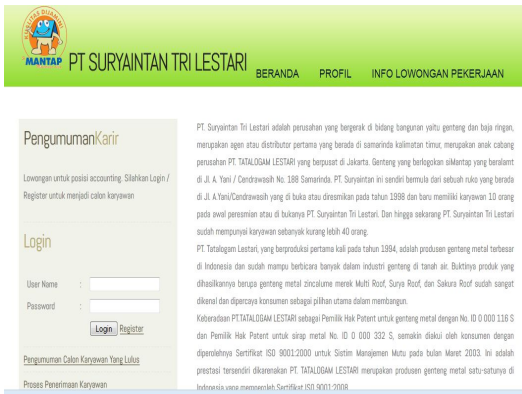 KUALITAS DIJAMIN
MANTAP
PT SURYAINTAN TRI LESTARI
BERANDA PROFIL INFO LOWONGAN PEKERJAAN
PengumumanKarir
Lowongan untuk posisi accounting. Silahkan Login /
Register untuk menjadi calon karyawan
Login
User Name :
Password :
Login Register
Pengumuman Calon Karyawan Yang Lulus
Proses Penerimaan Karyawan
PT. Suryaintan Tri Lestari adalah perusahan yang bergerak di bidang bangunan yaitu genteng dan baja ringan,
merupakan agen atau distributor pertama yang berada di samarinda kalimatan timur, merupakan anak cabang
perusahan PT. TATALOGAM LESTARI yang berpusat di Jakarta. Genteng yang berlogokan siMantap yang beralamt
di Jl. A. Yani / Cendrawasih No. 188 Samarinda. PT. Suryaintan ini sendiri bermula dari sebuah ruko yang berada
di Jl. A.Yani/Cendrawasih yang di buka atau diresmikan pada tahun 1998 dan baru memiliki karyawan 10 orang
pada awal peresmian atau di bukanya PT. Suryaintan Tri Lestari. Dan hingga sekarang PT. Suryaintan Tri Lestari
sudah mempunyai karyawan sebanyak kurang lebih 40 orang.
PT. Tatalogam Lestari, yang berproduksi pertama kali pada tahun 1994, adalah produsen genteng metal terbesar
di Indonesia dan sudah mampu berbicara banyak dalam industri genteng di tanah air. Buktinya produk yang
dihasilkannya berupa genteng metal zincalume merek Multi Roof, Surya Roof, dan Sakura Roof sudah sangat
dikenal dan dipercaya konsumen sebagai pilihan utama dalam membangun.
Keberadaan PT.TATALOGAM LESTARI sebagai Pemilik Hak Patent untuk genteng metal dengan No. ID 0 000 116 S
dan Pemilik Hak Patent untuk sirap metal No. ID 0 000 332 S, semakin diakui oleh konsumen dengan
diperolehnya Sertifikat ISO 9001:2000 untuk Sistim Manajemen Mutu pada bulan Maret 2003. Ini adalah
prestasi tersendiri dikarenakan PT. TATALOGAM LESTARI merupakan produsen genteng metal satu-satunya di
Indonesia yang memperoleh Sertifikat ISO 9001:2008.